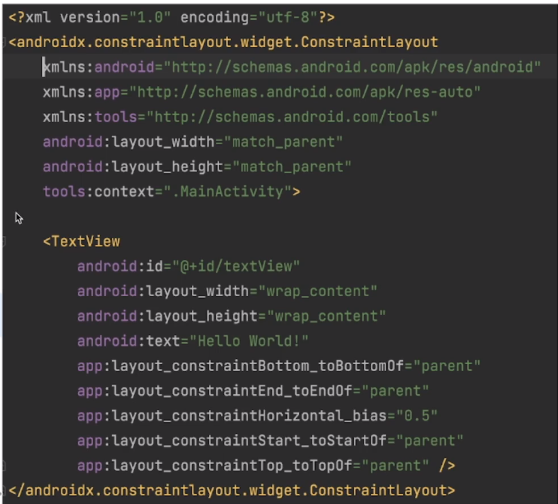 <?xml version="1.0" encoding="utf-8"?>
<androidx.constraintlayout.widget.ConstraintLayout
    xmlns:android="http://schemas.android.com/apk/res/android"
    xmlns:app="http://schemas.android.com/apk/res-auto"
    xmlns:tools="http://schemas.android.com/tools"
    android:layout_width="match_parent"
    android:layout_height="match_parent"
    tools:context=".MainActivity">

    <TextView
        android:id="@+id/textView"
        android:layout_width="wrap_content"
        android:layout_height="wrap_content"
        android:text="Hello World!"
        app:layout_constraintBottom_toBottomOf="parent"
        app:layout_constraintEnd_toEndOf="parent"
        app:layout_constraintHorizontal_bias="0.5"
        app:layout_constraintStart_toStartOf="parent"
        app:layout_constraintTop_toTopOf="parent" />
</androidx.constraintlayout.widget.ConstraintLayout>